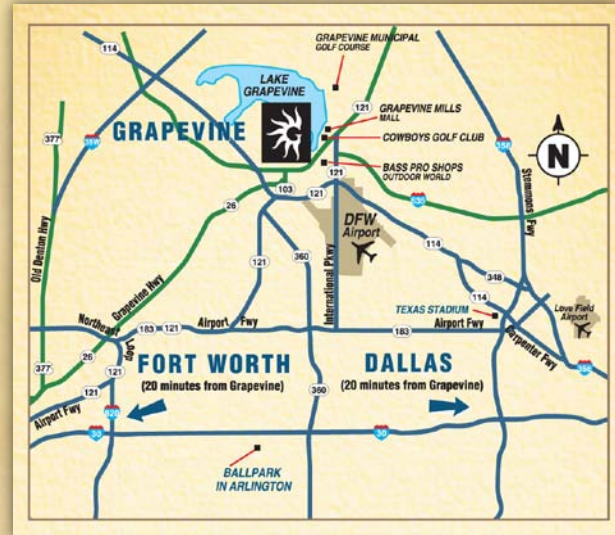 GRAPEVINE MUNICIPAL
GOLF COURSE
114
LAKE
GRAPEVINE
121
GRAPEVINE MILLS
MALL
377
35W
GRAPEVINE
COWBOYS GOLF CLUB
35E
N
BASS PRO SHOPS
OUTDOOR WORLD
Stemmons Fwy
103
121
121
635
26
DFW
Airport
Old Denton Hwy
Grapevine Hwy
121
360
International Pkwy
114
348
114
TEXAS STADIUM
Love Field
Airport
Northeast
Loop
183
121
Airport Fwy
183
Airport Fwy
Carpenter Fwy
26
377
121
121
FORT WORTH
(20 minutes from Grapevine)
DALLAS
(20 minutes from Grapevine)
35E
360
Airport Fwy
820
30
30
BALLPARK
IN ARLINGTON